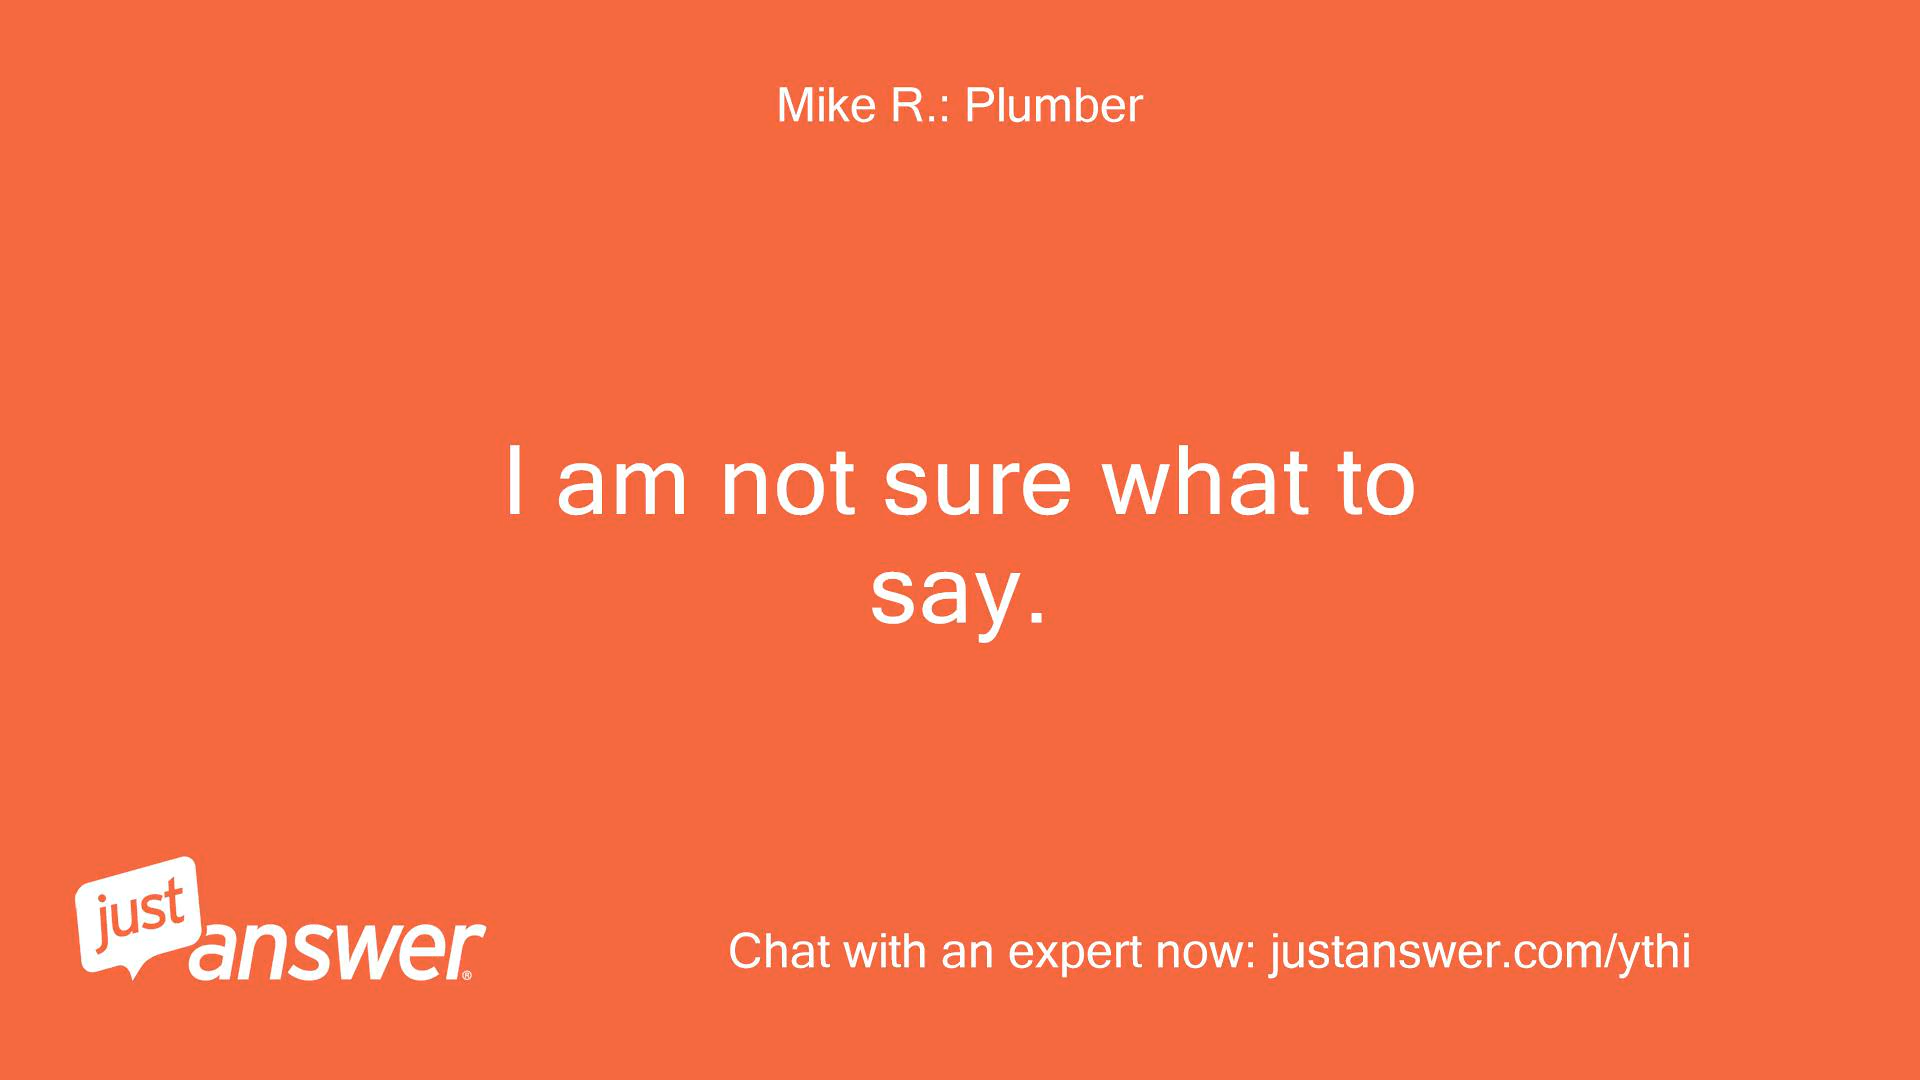 Mike R.: Plumber
I am not sure what to
say.
just
answer®
Chat with an expert now: justanswer.com/ythi